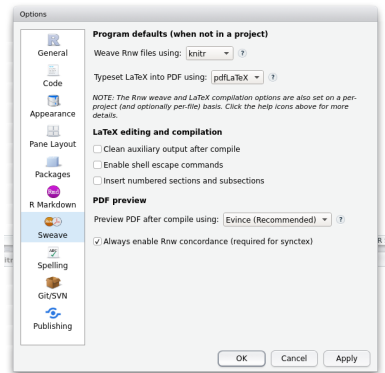 Options
General
Code
Appearance
Pane Layout
Packages
Rmd
R Markdown
Sweave
ABC
Spelling
Git/SVN
Publishing
Program defaults (when not in a project)
Weave Rnw files using: knitr ?
Typeset LaTeX into PDF using: pdfLaTeX ?
NOTE: The Rnw weave and LaTeX compilation options are also set on a per-
project (and optionally per-file) basis. Click the help icons above for more
details.
LaTeX editing and compilation
Clean auxiliary output after compile
Enable shell escape commands
Insert numbered sections and subsections
PDF preview
Preview PDF after compile using: Evince (Recommended) ?
Always enable Rnw concordance (required for synctex)
OK Cancel Apply